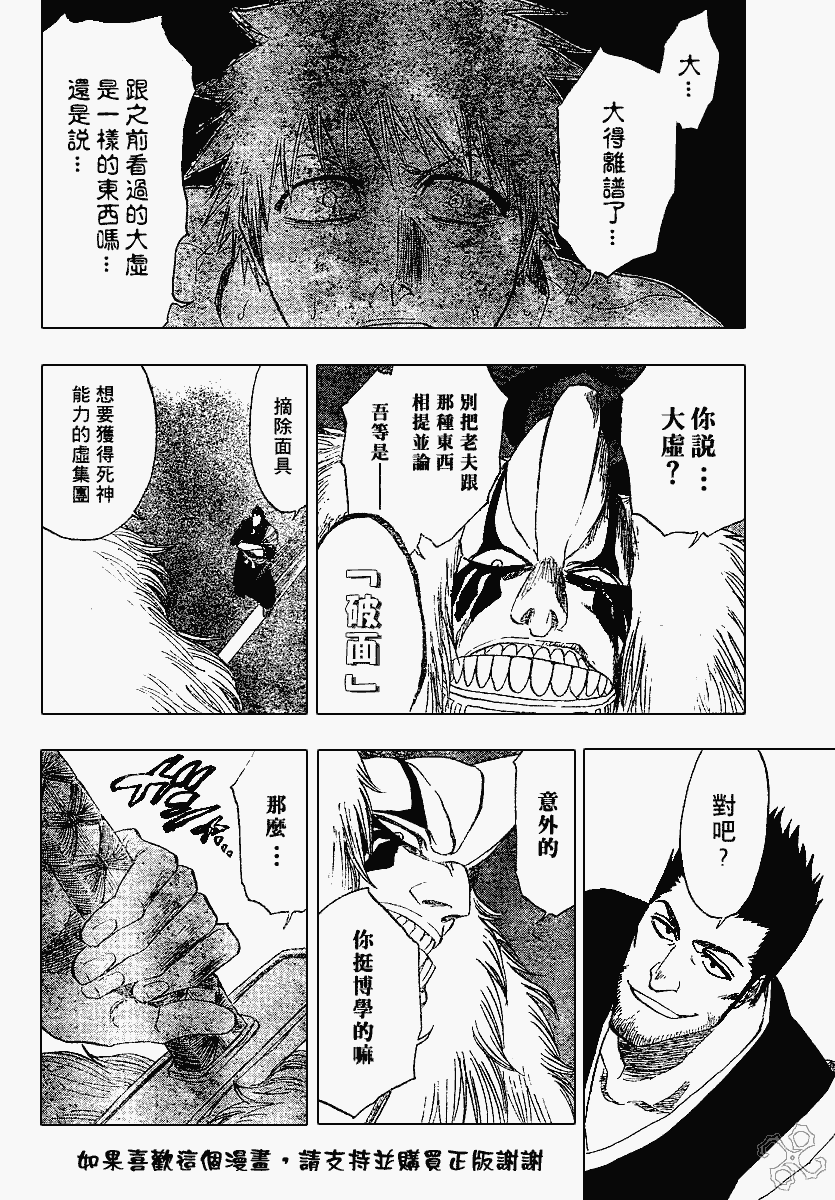 大…
大得離譜了…
跟之前看過的大虛
是一樣的東西嗎…
還是說…
你說…
大虛？
別把老夫跟
那種東西
相提並論
吾等是——
「破面」
摘除面具
想要獲得死神
能力的虛集團
對吧？
意外的
你挺博學的嘛
那麼…
如果喜歡這個漫畫，請支持並購買正版謝謝